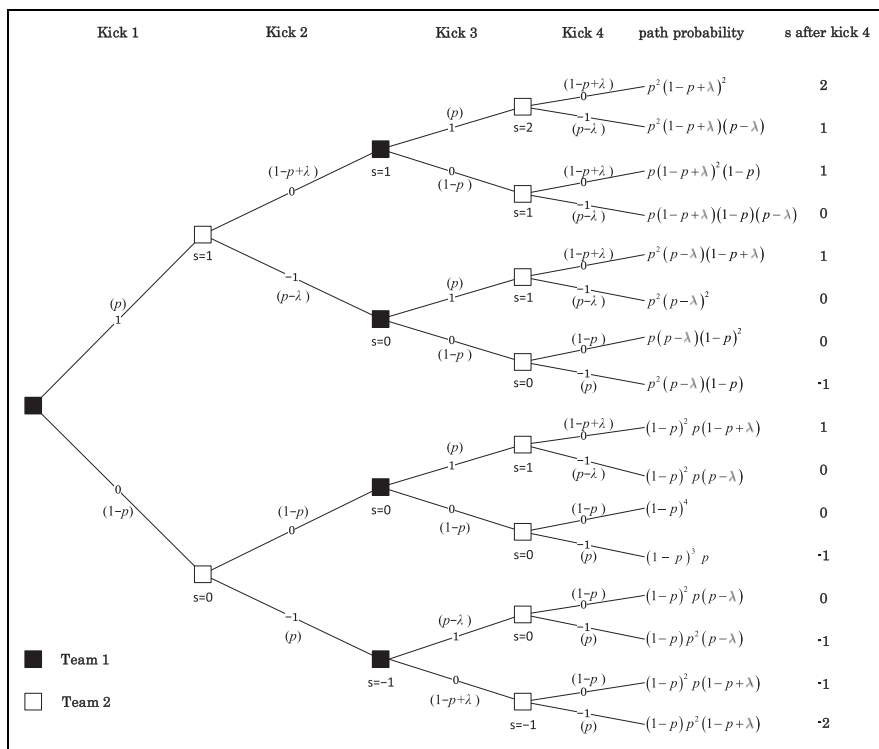 Kick 1 Kick 2 Kick 3 Kick 4 path probability s after kick 4
(1−p+λ) 0 p²(1−p+λ)² 2
(p) 1 s=2
−1 (p−λ) p²(1−p+λ)(p−λ) 1
(1−p+λ) 0 s=1
(1−p+λ) 0 p(1−p+λ)²(1−p) 1
0 (1−p) s=1
−1 (p−λ) p(1−p+λ)(1−p)(p−λ) 0
s=1
(1−p+λ) 0 p²(p−λ)(1−p+λ) 1
−1 (p−λ) (p) 1 s=1
−1 (p−λ) p²(p−λ)² 0
(p) 1 s=0
(1−p) 0 p(p−λ)(1−p)² 0
0 (1−p) s=0
−1 (p) p²(p−λ)(1−p) -1
(1−p+λ) 0 (1−p)²p(1−p+λ) 1
(p) 1 s=1
−1 (p−λ) (1−p)²p(p−λ) 0
0 (1−p) (1−p) 0 s=0
(1−p) 0 (1−p)⁴ 0
0 (1−p) s=0
−1 (p) (1−p)³p -1
s=0
(1−p) 0 (1−p)²p(p−λ) 0
−1 (p) (p−λ) 1 s=0
−1 (p) (1−p)p²(p−λ) -1
Team 1 s=−1
(1−p) 0 (1−p)²p(1−p+λ) -1
0 (1−p+λ) s=−1
Team 2 −1 (p) (1−p)p²(1−p+λ) -2